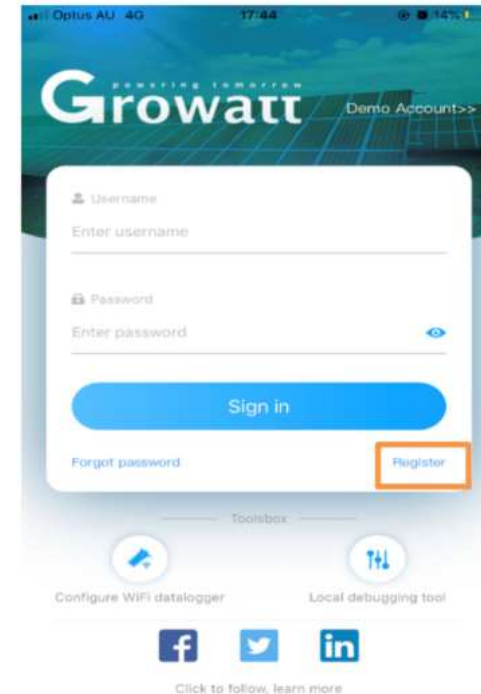 Optus AU 4G 17:44 14%
powering tomorrow
Growatt
Demo Account>>
Username
Enter username
Password
Enter password
Sign in
Forgot password Register
Toolsbox
Configure WiFi datalogger Local debugging tool
f in
Click to follow, learn more